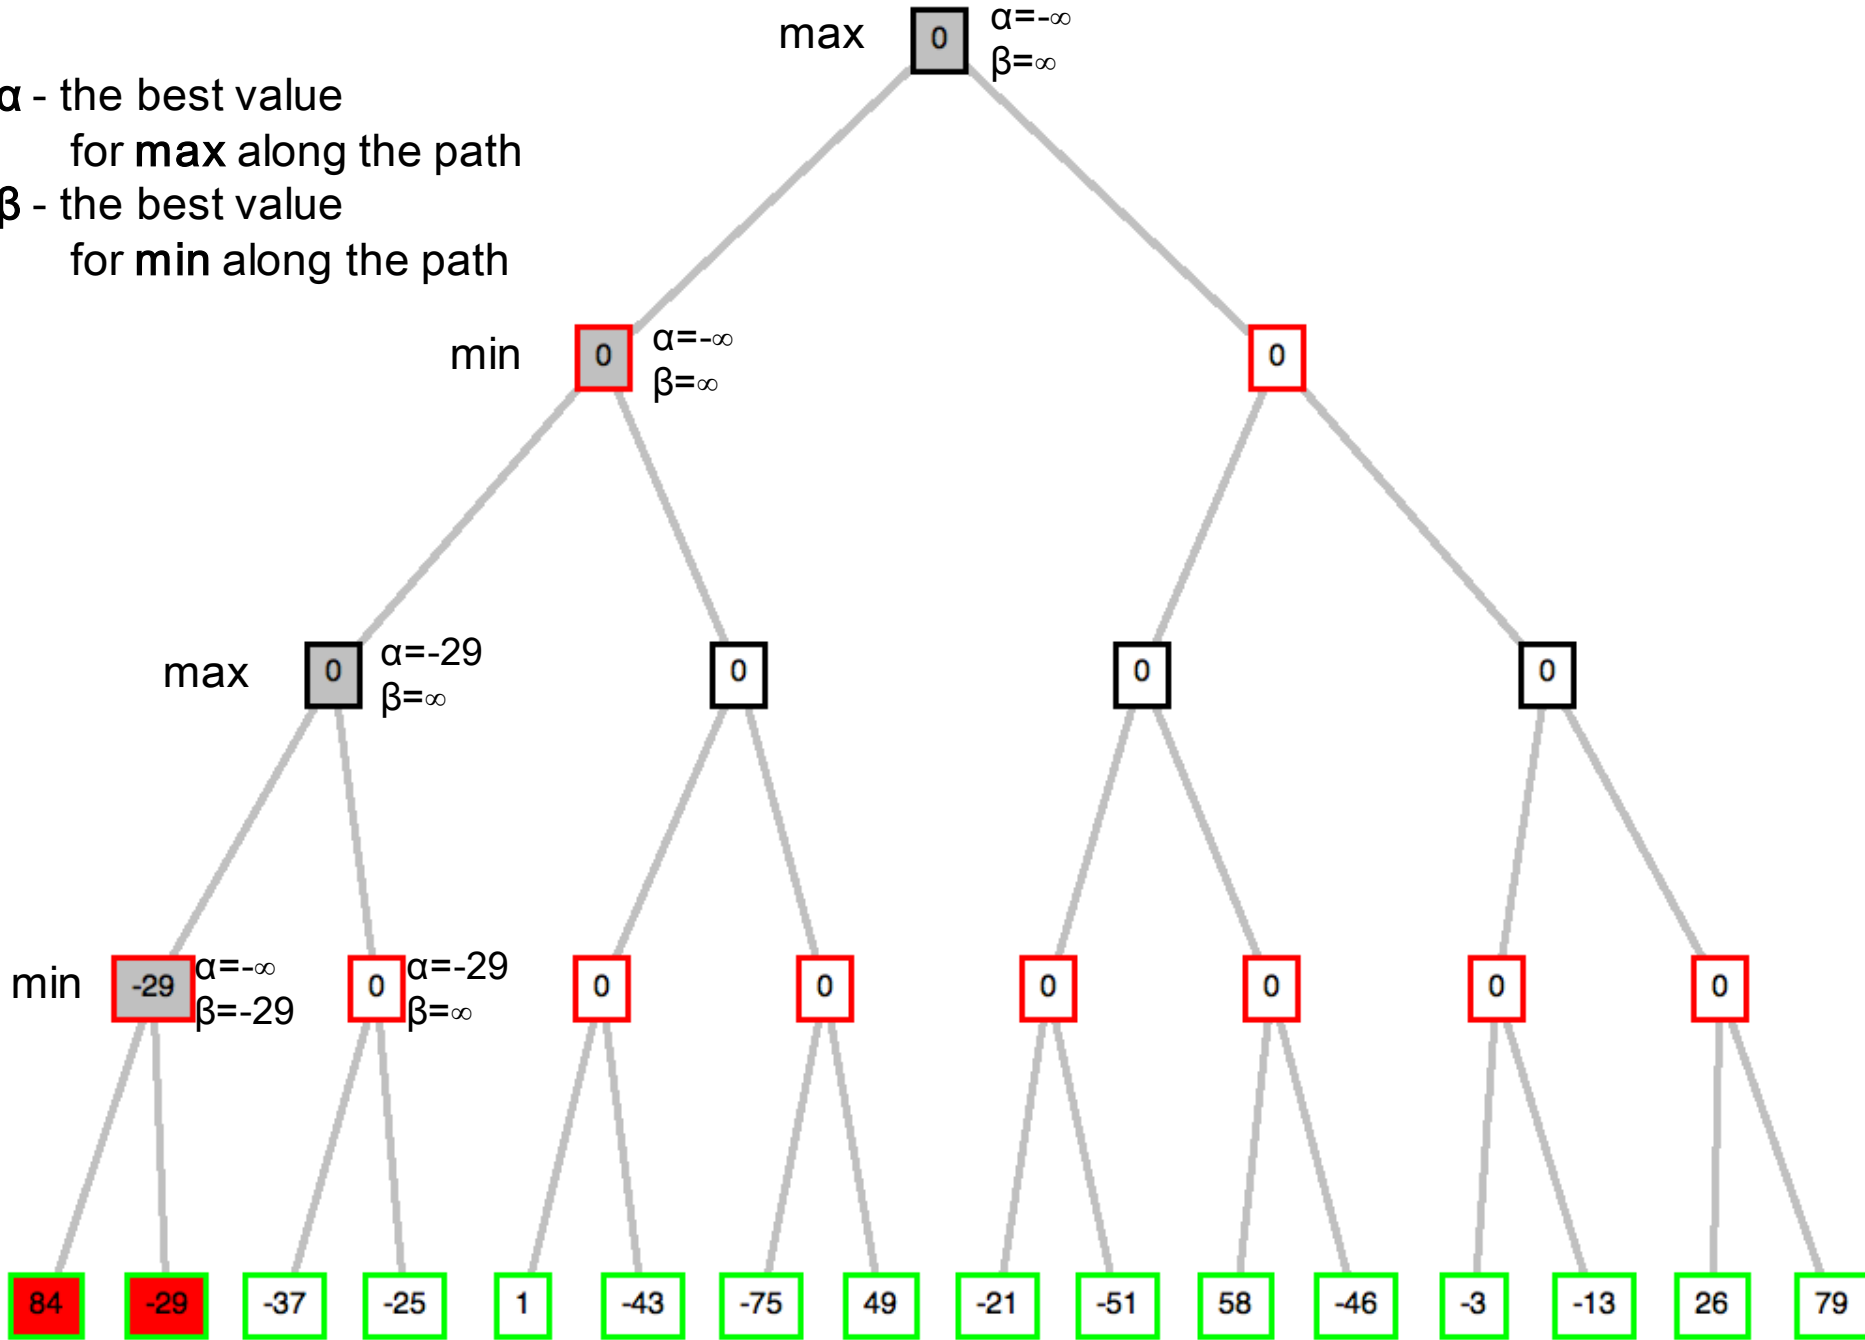 max 0 α=-∞
β=∞
α - the best value
for max along the path
β - the best value
for min along the path
min 0 α=-∞
β=∞
0
max 0 α=-29
β=∞
0 0 0
min -29 α=-∞
β=-29
0 α=-29
β=∞
0 0 0 0 0 0
84 -29 -37 -25 1 -43 -75 49 -21 -51 58 -46 -3 -13 26 79